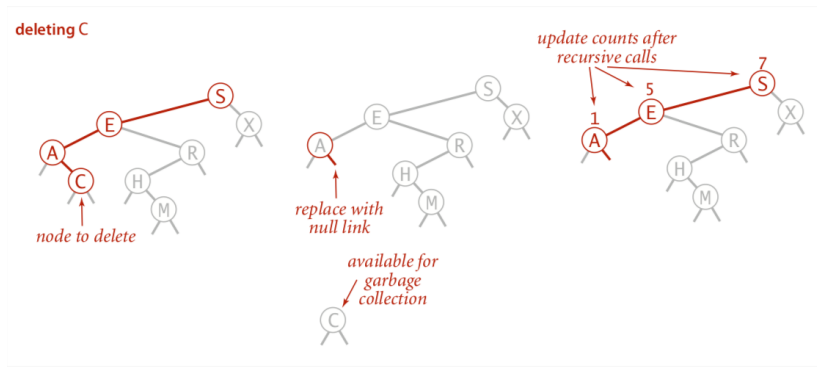 deleting C
S
E
X
A
R
C
H
M
node to delete
S
E
X
A
R
H
M
replace with
null link
available for
garbage
collection
C
update counts after
recursive calls
7
S
5
E
X
1
A
R
H
M